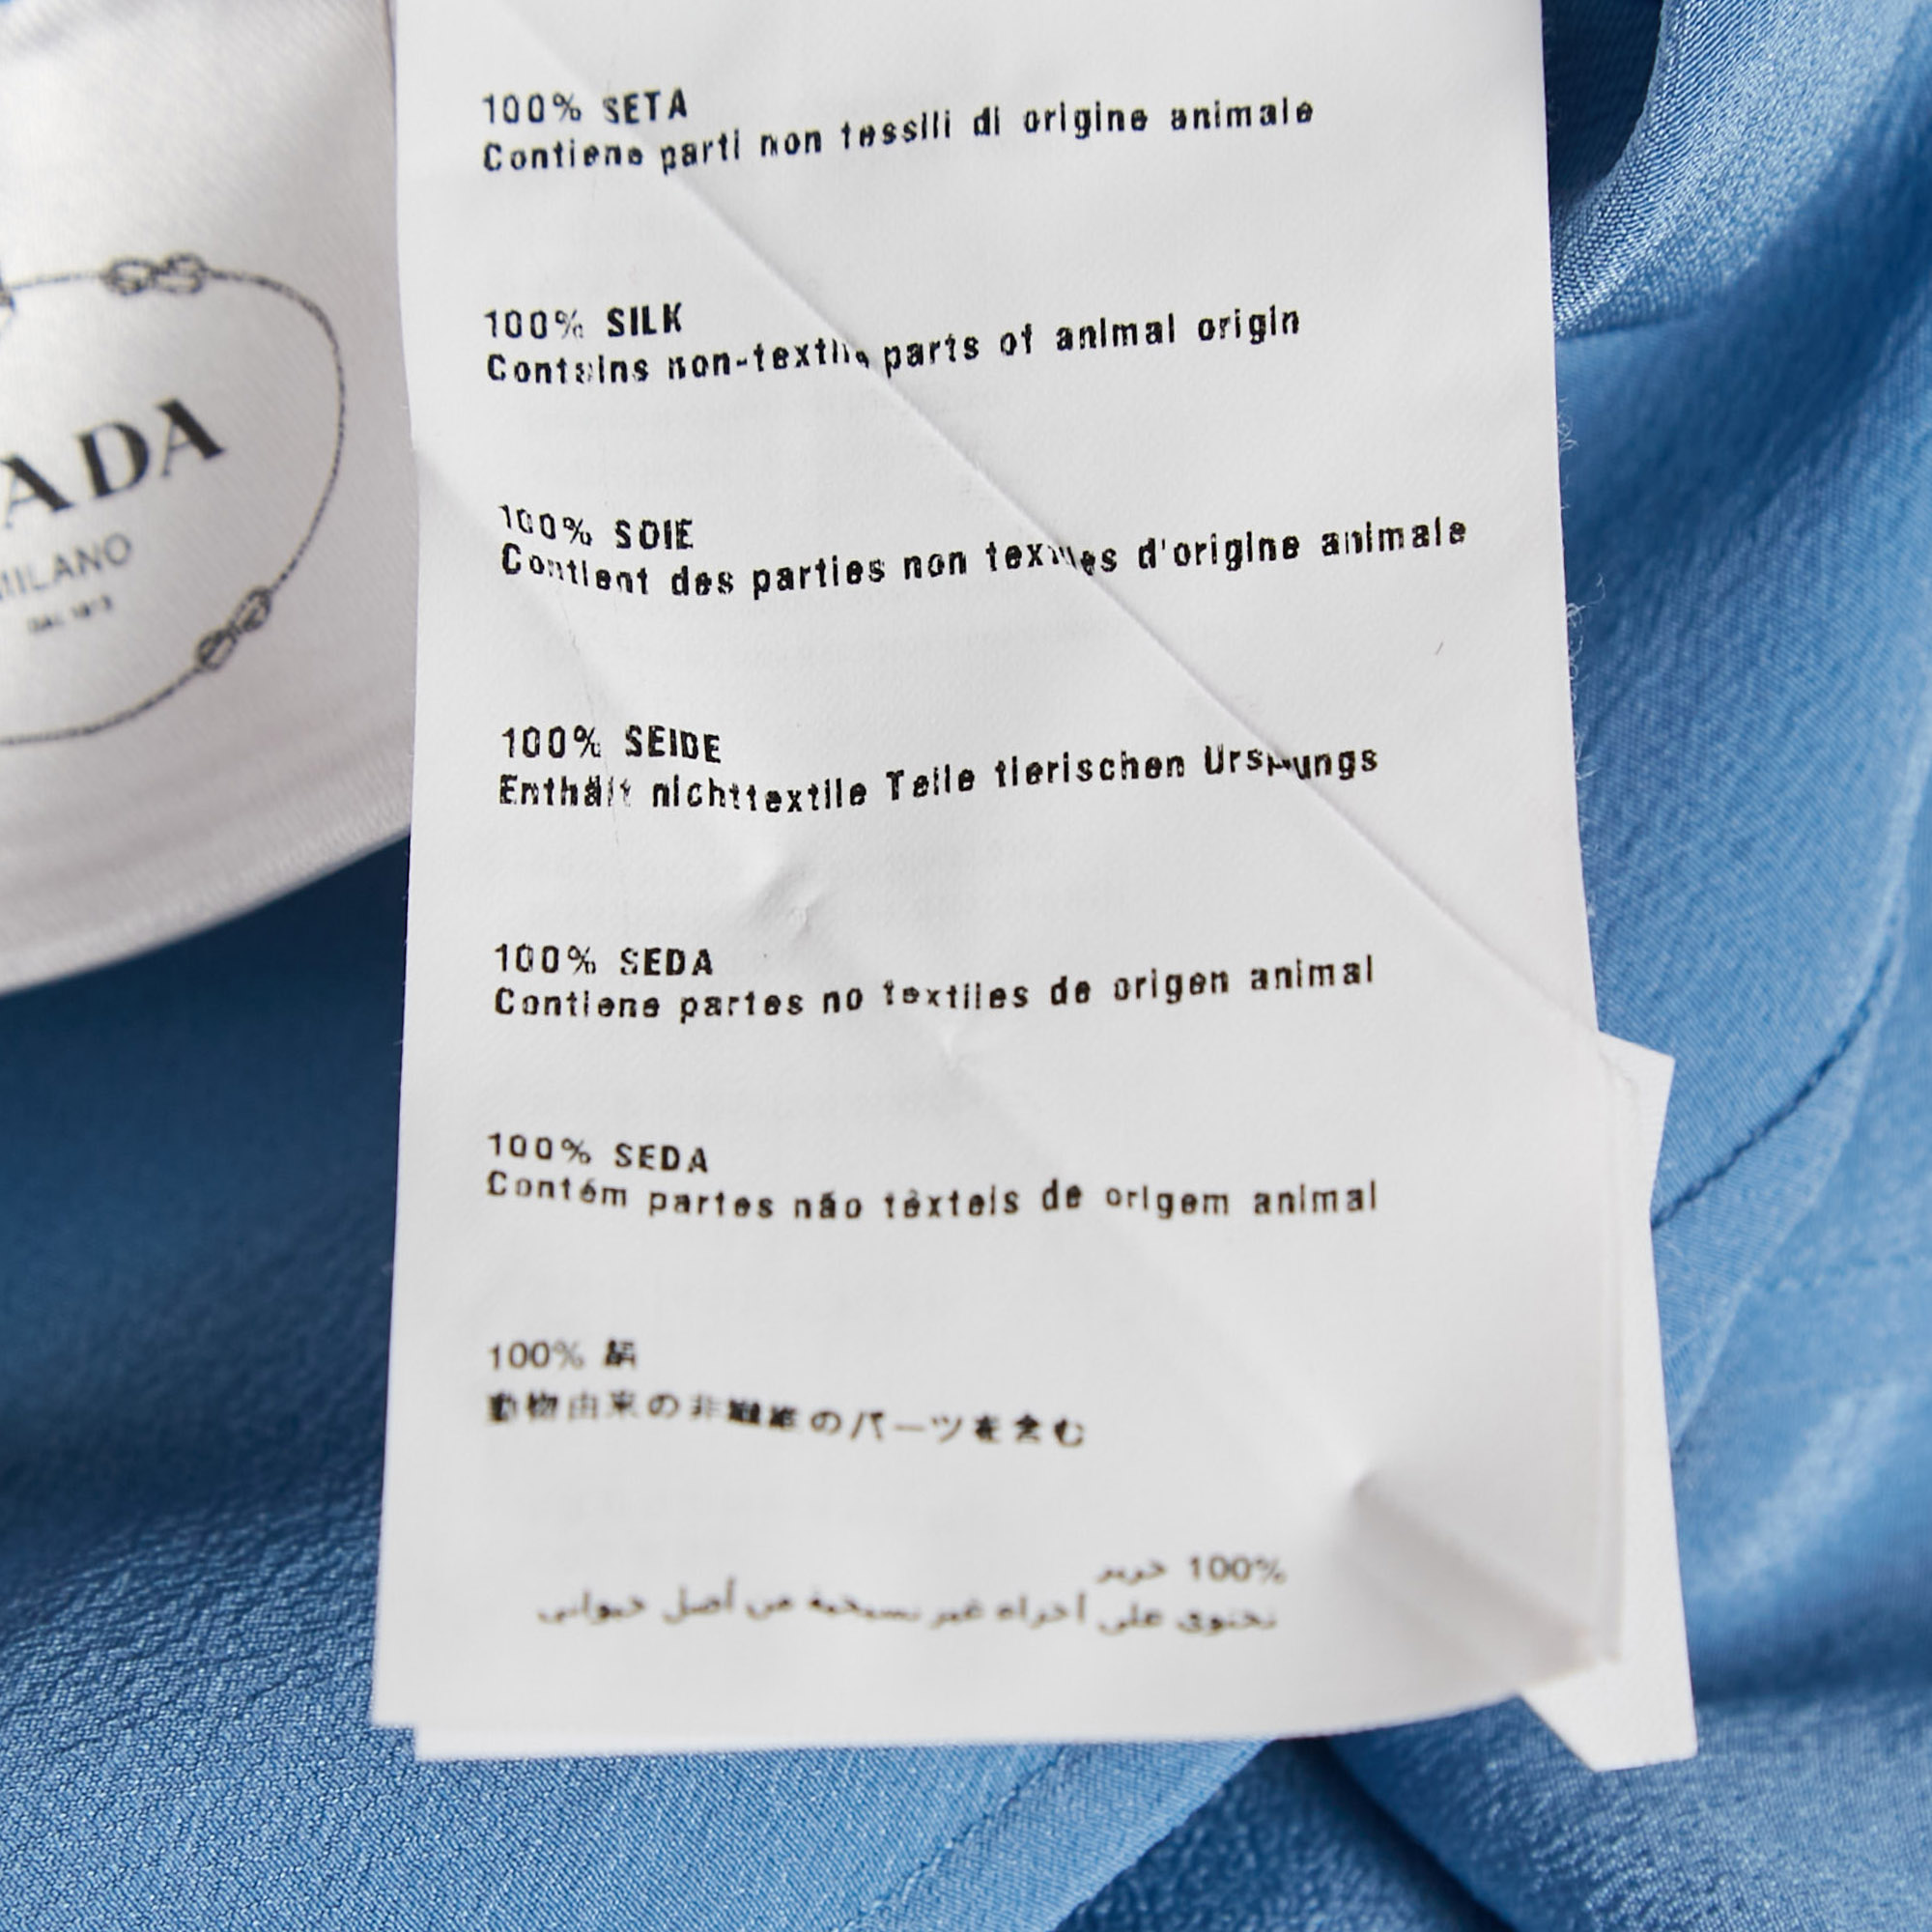 ADA
MILANO
DAL 1913
100% SETA
Contiene parti non tessili di origine animale
100% SILK
Contains non-textile parts of animal origin
100% SOIE
Contient des parties non textiles d'origine animale
100% SEIDE
Enthält nichttextile Teile tierischen Ursprungs
100% SEDA
Contiene partes no textiles de origen animal
100% SEDA
Contém partes não têxteis de origem animal
100% 絹
動物由来の非繊維のパーツを含む
100% حرير
تحتوي على أجزاء غير نسيجية من أصل حيواني